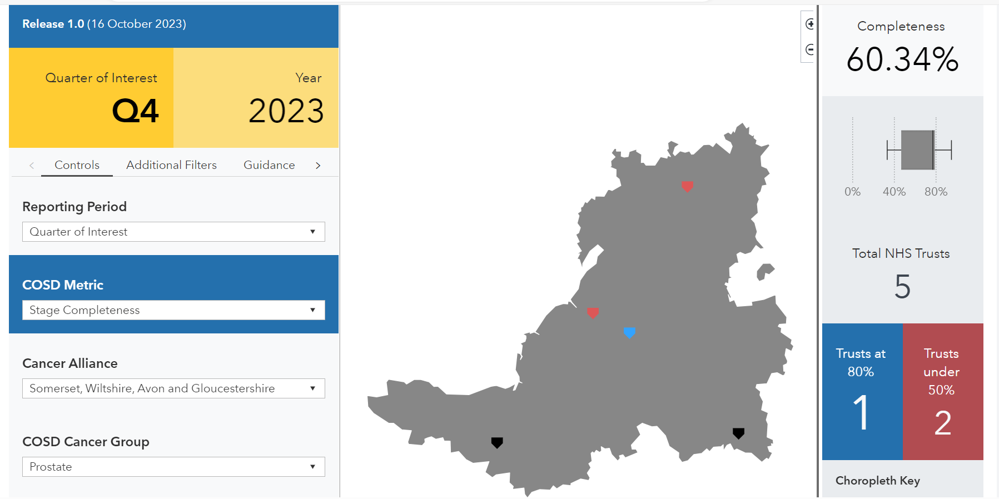 Release 1.0 (16 October 2023)
Quarter of Interest
Q4
Year
2023
Controls
Additional Filters
Guidance
Reporting Period
Quarter of Interest
COSD Metric
Stage Completeness
Cancer Alliance
Somerset, Wiltshire, Avon and Gloucestershire
COSD Cancer Group
Prostate
Completeness
60.34%
0% 40% 80%
Total NHS Trusts
5
Trusts at
80%
1
Trusts
under
50%
2
Choropleth Key